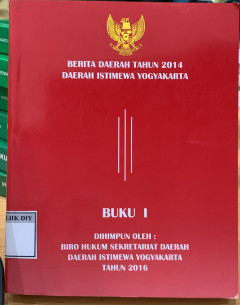 BERITA DAERAH TAHUN 2014
DAERAH ISTIMEWA YOGYAKARTA
BUKU I
DIHIMPUN OLEH :
BIRO HUKUM SEKRETARIAT DAERAH
DAERAH ISTIMEWA YOGYAKARTA
TAHUN 2016
DIY